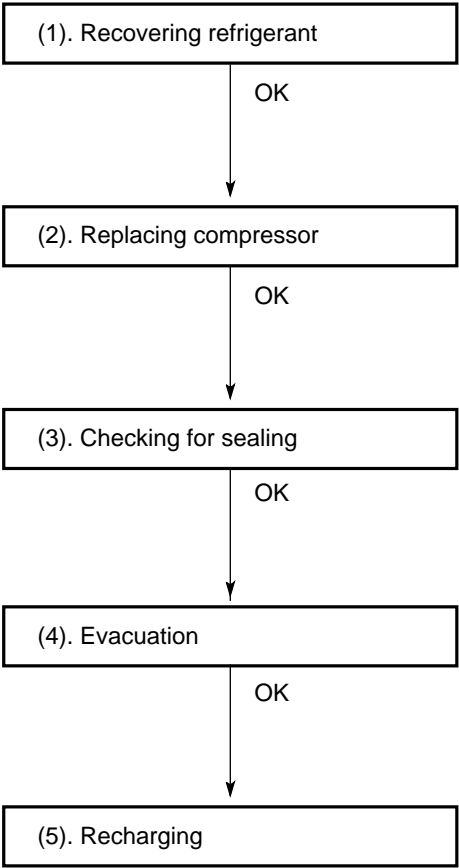 (1). Recovering refrigerant
OK
(2). Replacing compressor
OK
(3). Checking for sealing
OK
(4). Evacuation
OK
(5). Recharging